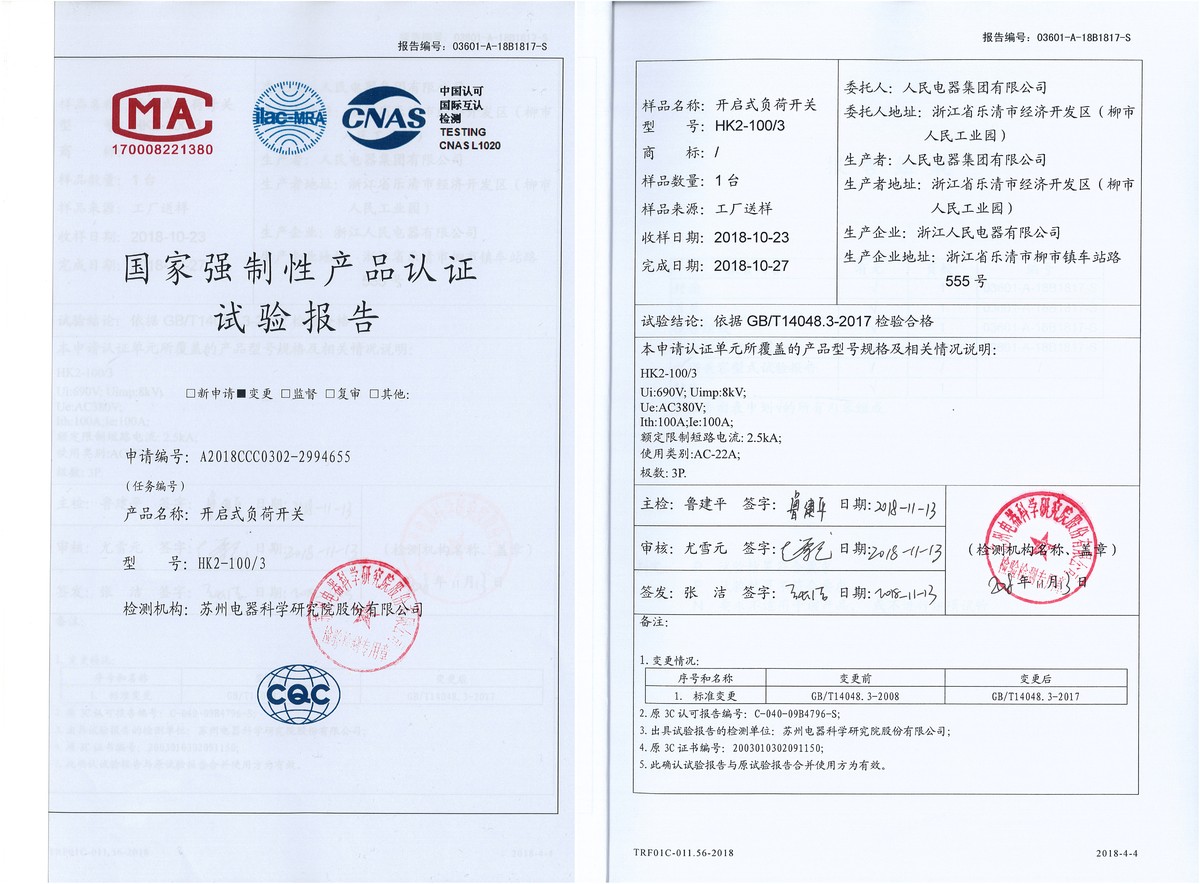 报告编号：03601-A-18B1817-S
MA
170008221380
ilac-MRA
CNAS
中国认可
国际互认
检测
TESTING
CNAS L1020
国家强制性产品认证
试验报告
□新申请■变更 □监督 □复审 □其他:
申请编号：A2018CCC0302-2994655
(任务编号)
产品名称：开启式负荷开关
型 号：HK2-100/3
检测机构：苏州电器科学研究院股份有限公司
CQC
报告编号：03601-A-18B1817-S
样品名称：开启式负荷开关
型 号：HK2-100/3
商 标：/
样品数量：1 台
样品来源：工厂送样
收样日期：2018-10-23
完成日期：2018-10-27
委托人：人民电器集团有限公司
委托人地址：浙江省乐清市经济开发区（柳市
人民工业园）
生产者：人民电器集团有限公司
生产者地址：浙江省乐清市经济开发区（柳市
人民工业园）
生产企业：浙江人民电器有限公司
生产企业地址：浙江省乐清市柳市镇车站路
555 号
试验结论：依据 GB/T14048.3-2017 检验合格
本申请认证单元所覆盖的产品型号规格及相关情况说明：
HK2-100/3
Ui:690V; Uimp:8kV;
Ue:AC380V;
Ith:100A;Ie:100A;
额定限制短路电流: 2.5kA;
使用类别:AC-22A;
极数: 3P.
主检：鲁建平 签字：鲁建平 日期:2018-11-13
审核：尤雪元 签字： 日期:2018-11-13
签发：张 洁 签字：张洁 日期:2018-11-13
(检测机构名称、盖章)
2018年11月13日
备注：
1.变更情况:
序号和名称 变更前 变更后
1. 标准变更 GB/T14048.3-2008 GB/T14048.3-2017
2.原 3C 认可报告编号：C-040-09B4796-S;
3.出具试验报告的检测单位：苏州电器科学研究院股份有限公司;
4.原 3C 证书编号：2003010302091150;
5.此确认试验报告与原试验报告合并使用方为有效。
TRF01C-011.56-2018
2018-4-4